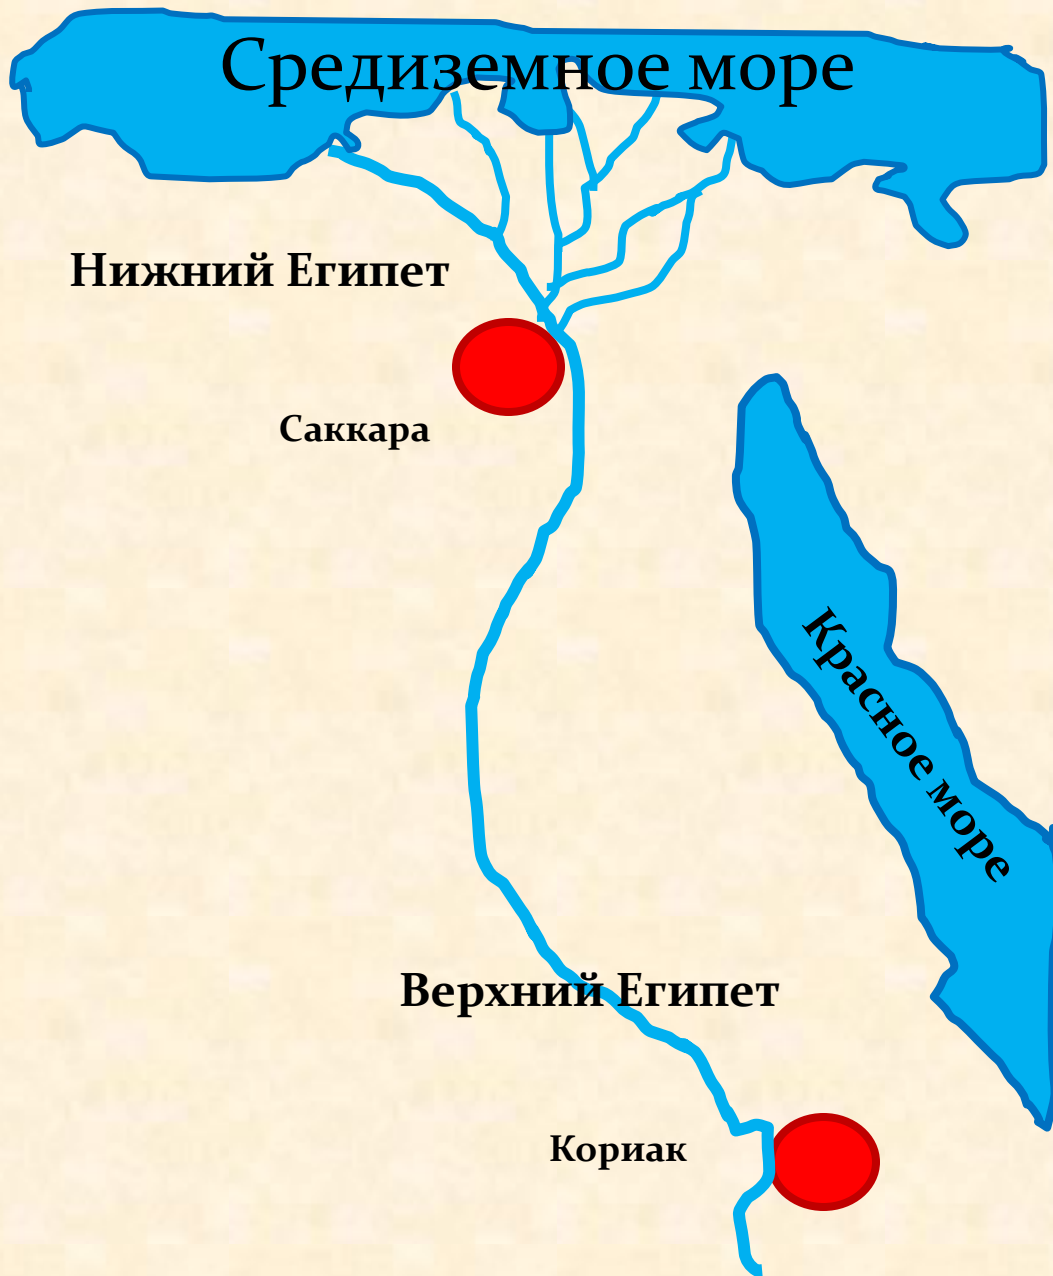 Средиземное море
Нижний Египет
Саккара
Красное море
Верхний Египет
Кориак